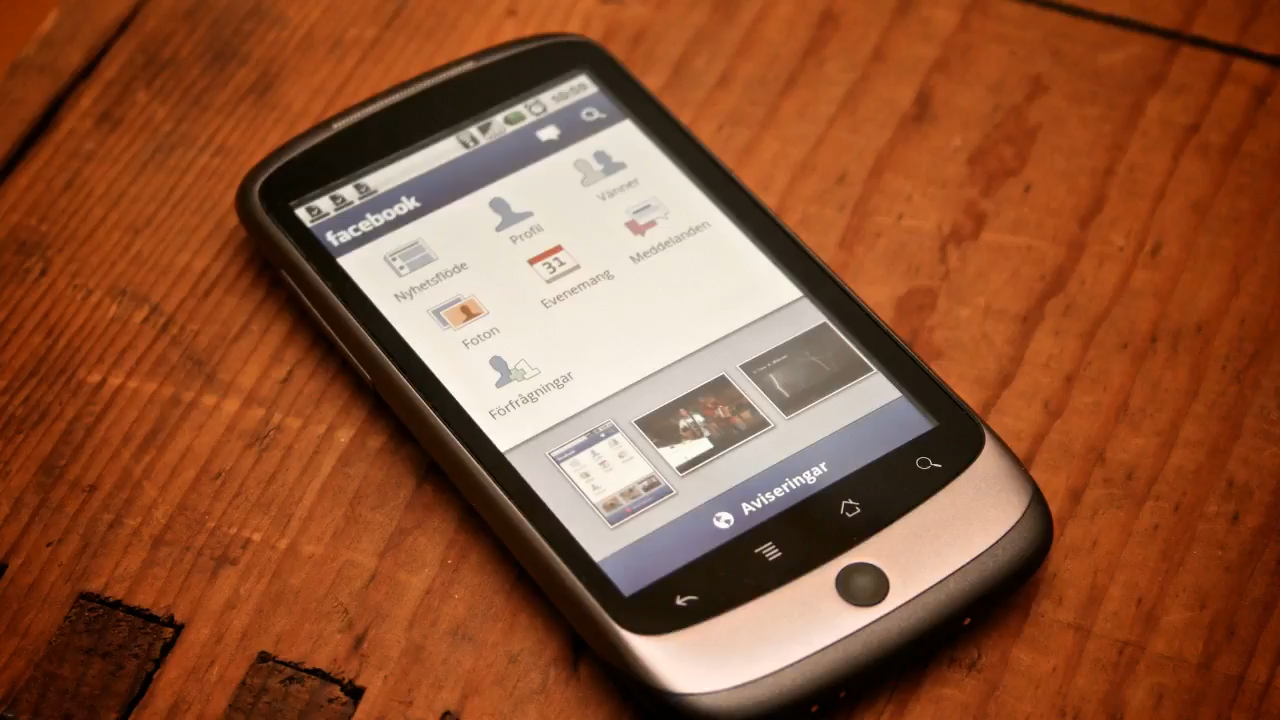 facebook
Nyhetsflöde
Profil
Vänner
Foton
31
Evenemang
Meddelanden
Förfrågningar
Aviseringar